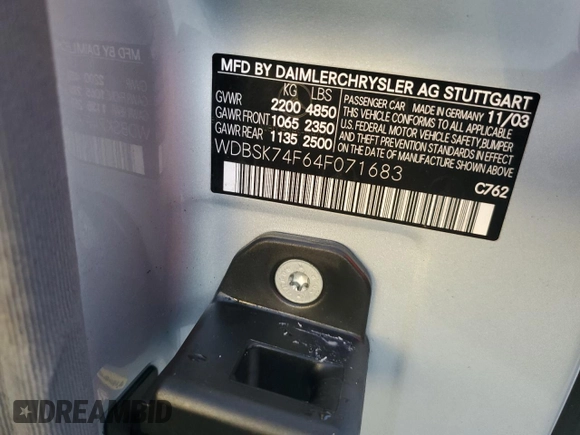 MFD BY DAIMLERCHRYSLER AG STUTTGART
KG LBS
GVWR 2200 4850
GAWR FRONT 1065 2350
GAWR REAR 1135 2500
PASSENGER CAR MADE IN GERMANY 11/03
THIS VEHICLE CONFORMS TO ALL APPLICABLE
U.S. FEDERAL MOTOR VEHICLE SAFETY,BUMPER
AND THEFT PREVENTION STANDARDS IN EFFECT
ON THE DATE OF MANUFACTURE SHOWN ABOVE
WDBSK74F64F071683
C762
DREAMBID